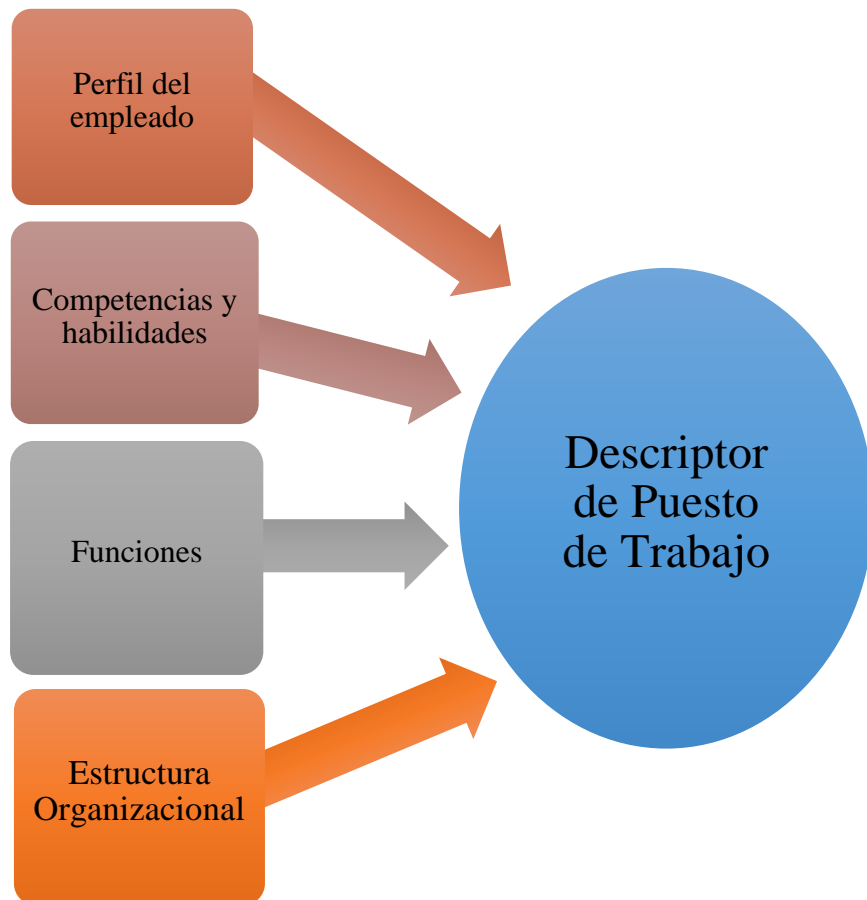 Perfil del
empleado
Competencias y
habilidades
Funciones
Estructura
Organizacional
Descriptor
de Puesto
de Trabajo